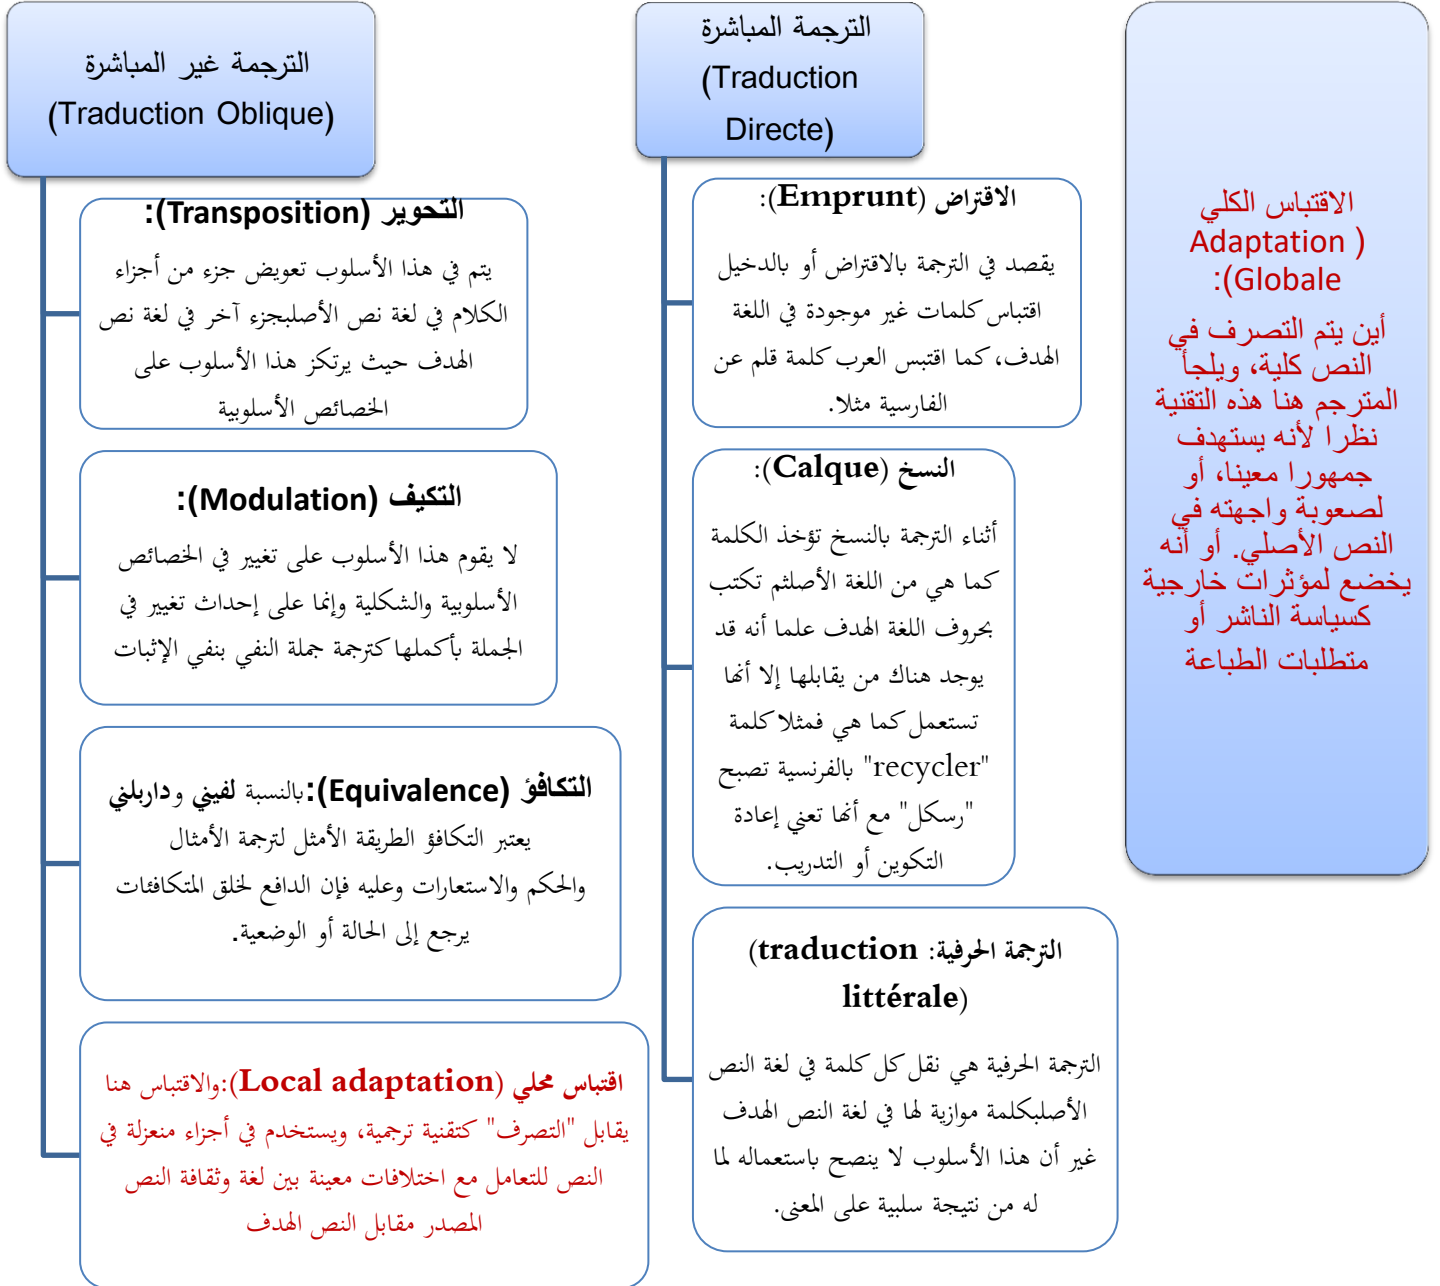 الاقتباس الكلي
( Adaptation
Globale):
أين يتم التصرف في
النص كلية، ويلجأ
المترجم هنا هذه التقنية
نظرا لأنه يستهدف
جمهورا معينا، أو
لصعوبة واجهته في
النص الأصلي. أو أنه
يخضع لمؤثرات خارجية
كسياسة الناشر أو
متطلبات الطباعة
الترجمة المباشرة
(Traduction
Directe)
الاقتراض (Emprunt):
يقصد في الترجمة بالاقتراض أو بالدخيل
اقتباس كلمات غير موجودة في اللغة
الهدف، كما اقتبس العرب كلمة قلم عن
الفارسية مثلا.
النسخ (Calque):
أثناء الترجمة بالنسخ تؤخذ الكلمة
كما هي من اللغة الأصلثم تكتب
بحروف اللغة الهدف علما أنه قد
يوجد هناك من يقابلها إلا أنها
تستعمل كما هي فمثلا كلمة
"recycler" بالفرنسية تصبح
"رسكل" مع أنها تعني إعادة
التكوين أو التدريب.
الترجمة الحرفية: (traduction
littérale)
الترجمة الحرفية هي نقل كل كلمة في لغة النص
الأصلبكلمة موازية لها في لغة النص الهدف
غير أن هذا الأسلوب لا ينصح باستعماله لما
له من نتيجة سلبية على المعنى.
الترجمة غير المباشرة
(Traduction Oblique)
التحوير (Transposition):
يتم في هذا الأسلوب تعويض جزء من أجزاء
الكلام في لغة نص الأصلبجزء آخر في لغة نص
الهدف حيث يرتكز هذا الأسلوب على
الخصائص الأسلوبية
التكيف (Modulation):
لا يقوم هذا الأسلوب على تغيير في الخصائص
الأسلوبية والشكلية وإنما على إحداث تغيير في
الجملة بأكملها كترجمة جملة النفي بنفي الإثبات
التكافؤ (Equivalence):بالنسبة لفيني وداربلني
يعتبر التكافؤ الطريقة الأمثل لترجمة الأمثال
والحكم والاستعارات وعليه فإن الدافع لخلق المتكافئات
يرجع إلى الحالة أو الوضعية.
اقتباس محلي (Local adaptation):والاقتباس هنا
يقابل "التصرف" كتقنية ترجمية، ويستخدم في أجزاء منعزلة في
النص للتعامل مع اختلافات معينة بين لغة وثقافة النص
المصدر مقابل النص الهدف